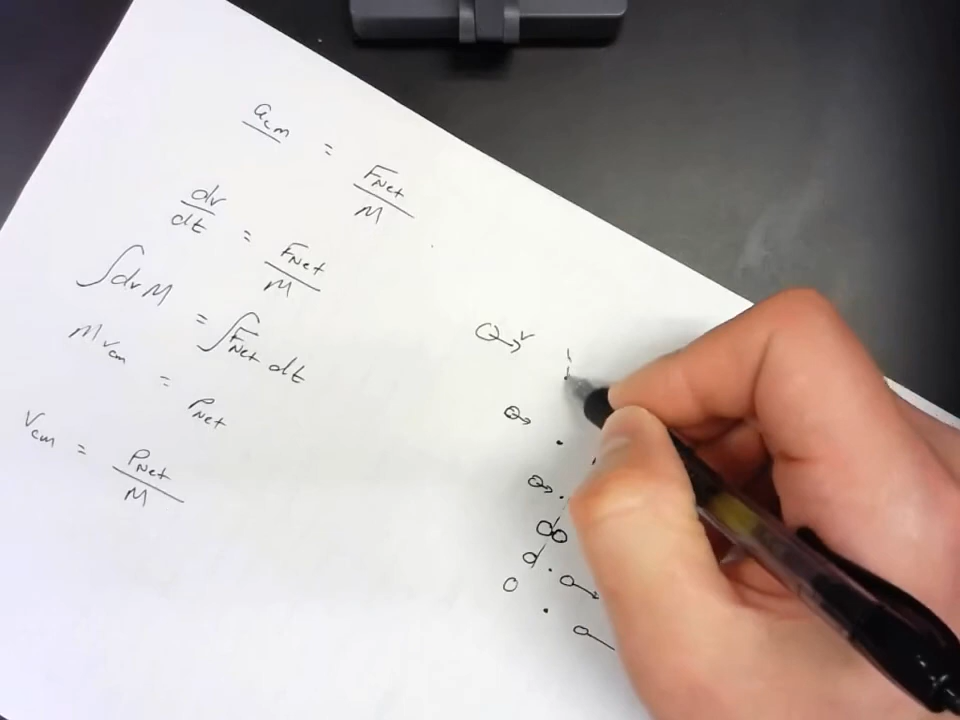 a_cm = F_Net / M
dv/dt = F_Net / M
∫dv M = ∫F_Net dt
M v_cm = P_Net
v_cm = P_Net / M
v